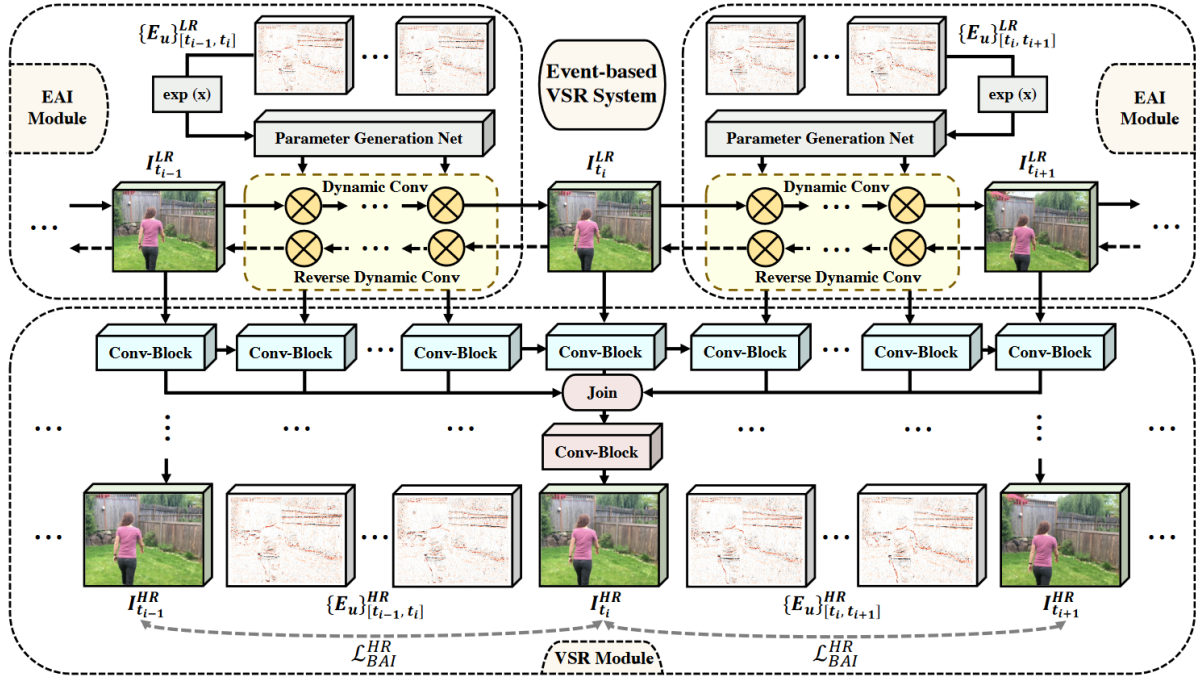 {E_u}^{LR}_{[t_{i-1}, t_i]}
...
Event-based
VSR System
...
{E_u}^{LR}_{[t_i, t_{i+1}]}
EAI
Module
exp (x)
exp (x)
EAI
Module
Parameter Generation Net
Parameter Generation Net
I^{LR}_{t_{i-1}}
I^{LR}_{t_i}
I^{LR}_{t_{i+1}}
Dynamic Conv
Dynamic Conv
...
...
...
...
...
...
Reverse Dynamic Conv
Reverse Dynamic Conv
Conv-Block
Conv-Block
...
Conv-Block
Conv-Block
Conv-Block
...
Conv-Block
Conv-Block
Join
...
...
...
...
...
...
...
...
Conv-Block
...
...
...
...
I^{HR}_{t_{i-1}}
{E_u}^{HR}_{[t_{i-1}, t_i]}
I^{HR}_{t_i}
{E_u}^{HR}_{[t_i, t_{i+1}]}
I^{HR}_{t_{i+1}}
ℒ^{HR}_{BAI}
VSR Module
ℒ^{HR}_{BAI}